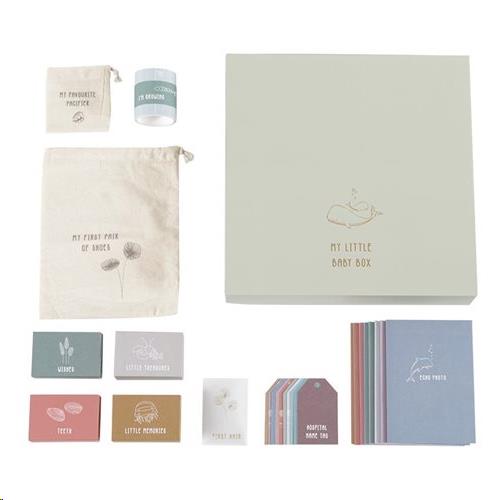 MY FAVOURITE
PACIFIER
I'M GROWING
MY FIRST PAIR
OF SHOES
MY LITTLE
BABY BOX
WISHES
LITTLE TREASURES
TEETH
LITTLE MEMORIES
FIRST HAIR
HOSPITAL
NAME TAG
ECHO PHOTO